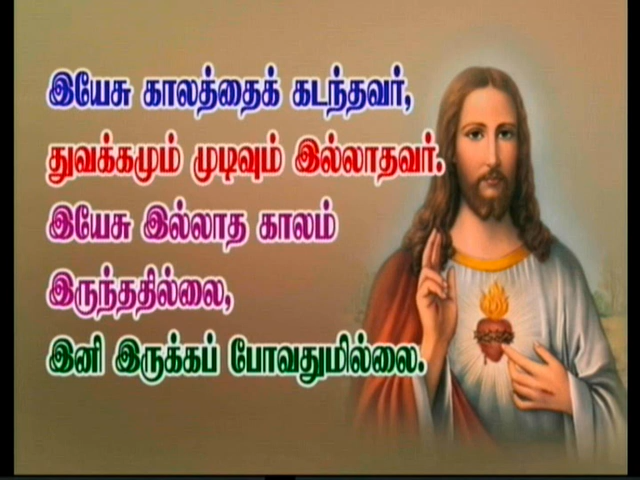 இயேசு காலத்தைக் கடந்தவர்,
துவக்கமும் முடிவும் இல்லாதவர்.
இயேசு இல்லாத காலம்
இருந்ததில்லை,
இனி இருக்கப் போவதுமில்லை.